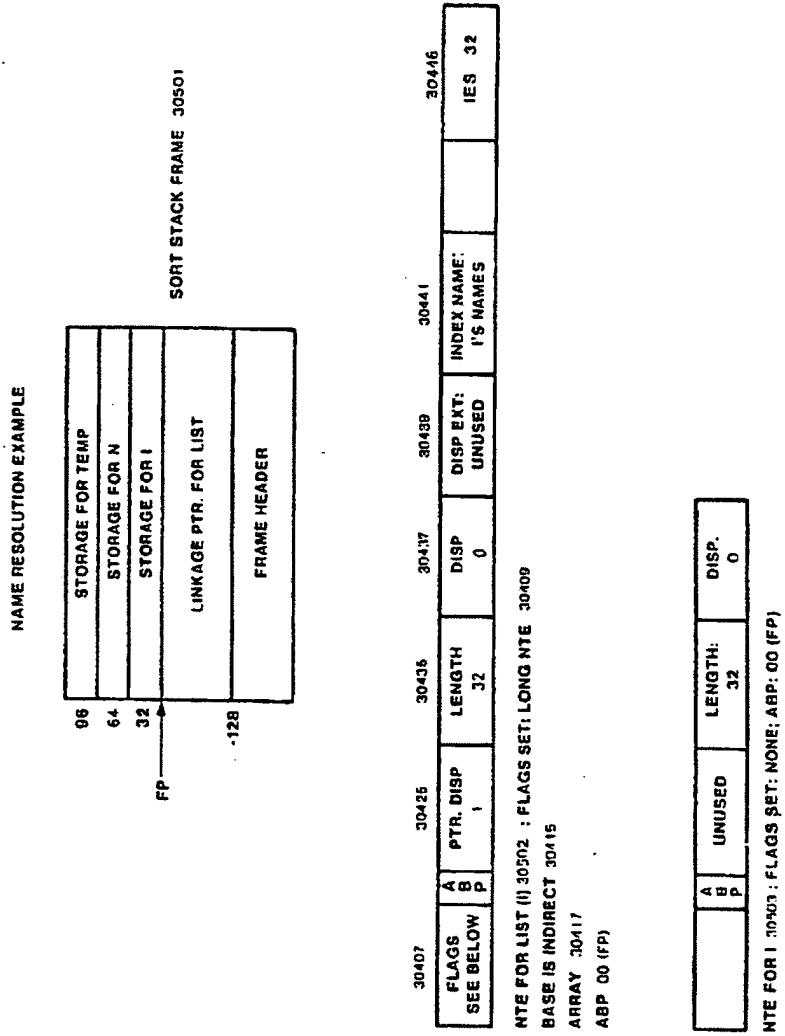 NAME RESOLUTION EXAMPLE
96
64
32
FP
-128
STORAGE FOR TEMP
STORAGE FOR N
STORAGE FOR I
LINKAGE PTR. FOR LIST
FRAME HEADER
SORT STACK FRAME 30501
30407
30425
30435
30437
30439
30441
30446
FLAGS
SEE BELOW
A
B
P
PTR. DISP
1
LENGTH
32
DISP
0
DISP EXT:
UNUSED
INDEX NAME:
I'S NAMES
IES 32
NTE FOR LIST (I) 30502 : FLAGS SET: LONG NTE 30409
BASE IS INDIRECT 30415
ARRAY 30417
ABP 00 (FP)
A
B
P
UNUSED
LENGTH:
32
DISP.
0
NTE FOR I 30503 : FLAGS SET: NONE; ABP: 00 (FP)